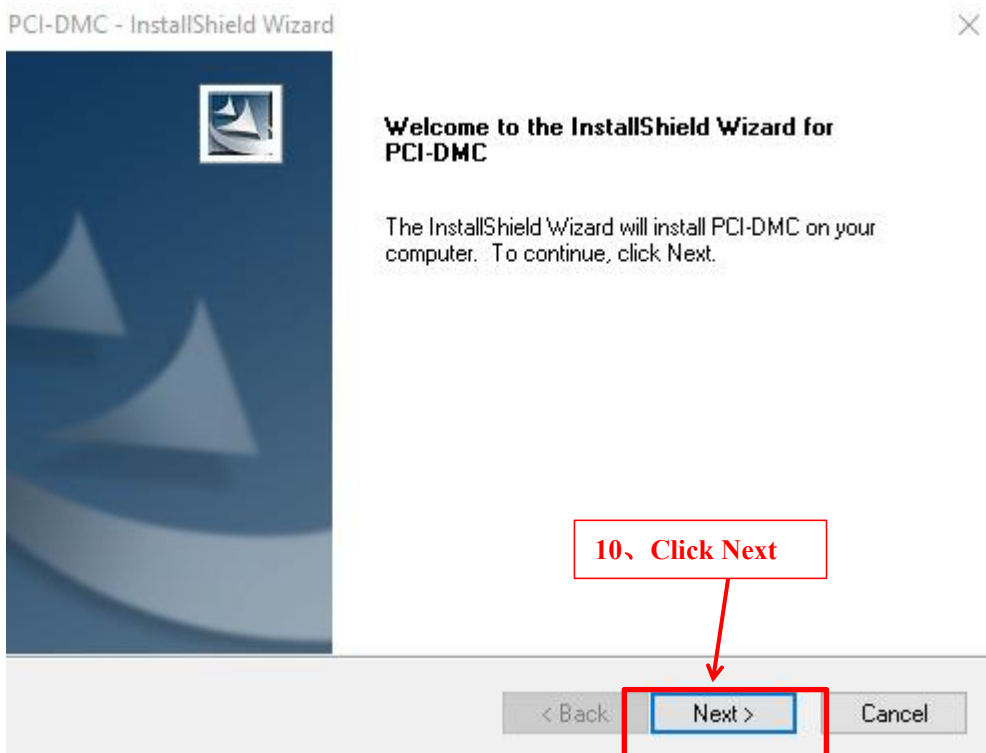 PCI-DMC - InstallShield Wizard
Welcome to the InstallShield Wizard for
PCI-DMC
The InstallShield Wizard will install PCI-DMC on your
computer. To continue, click Next.
10、Click Next
< Back
Next >
Cancel